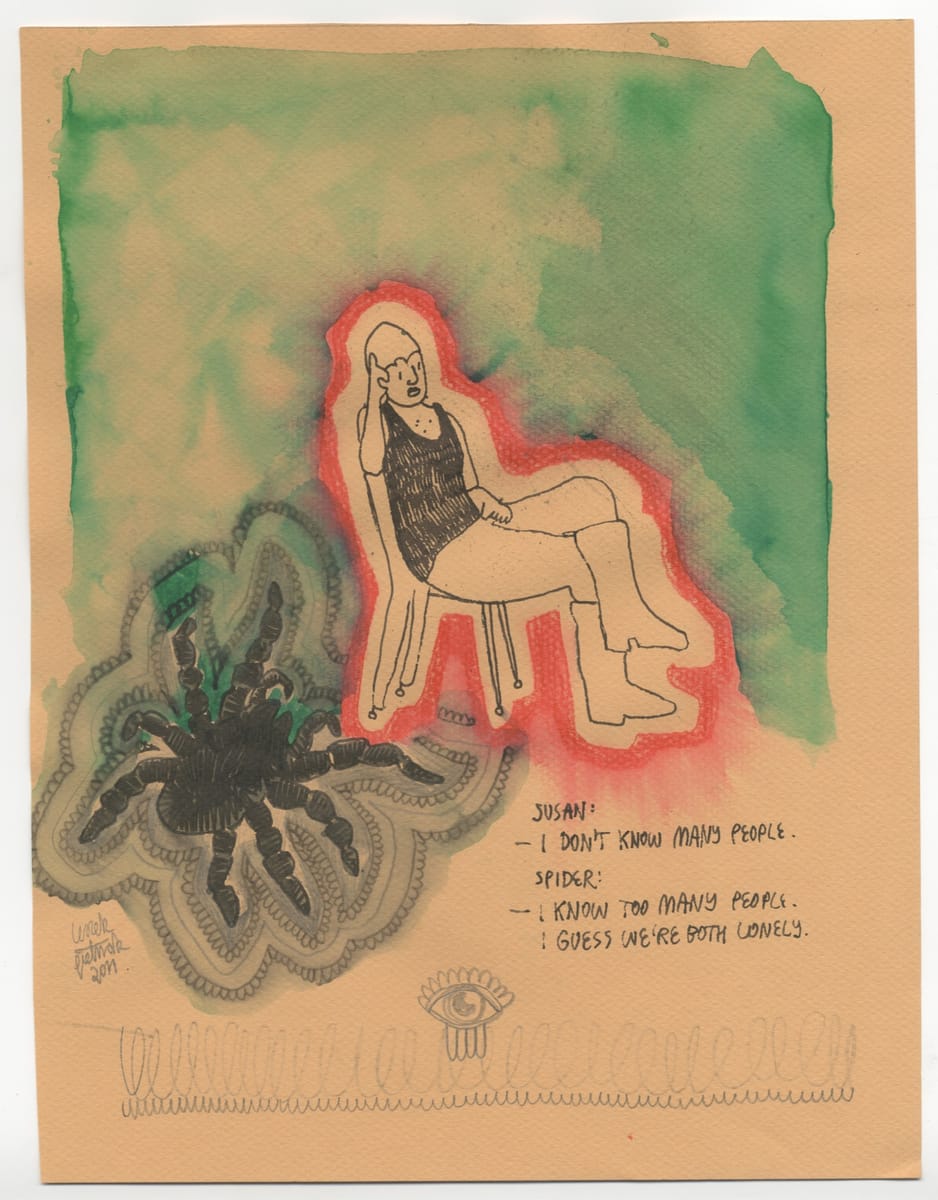 SUSAN:
– I DON'T KNOW MANY PEOPLE.
SPIDER:
– I KNOW TOO MANY PEOPLE.
I GUESS WE'RE BOTH LONELY.
2011